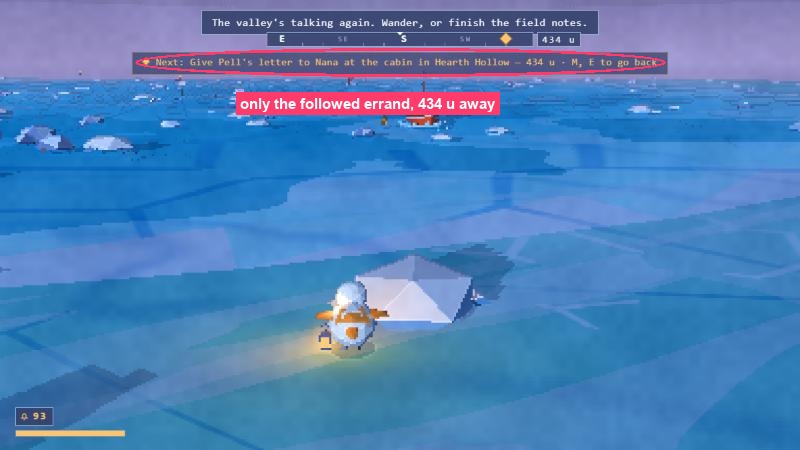 The valley's talking again. Wander, or finish the field notes.
E SE S SW 434 u
Next: Give Pell's letter to Nana at the cabin in Hearth Hollow — 434 u · M, E to go back
only the followed errand, 434 u away
93